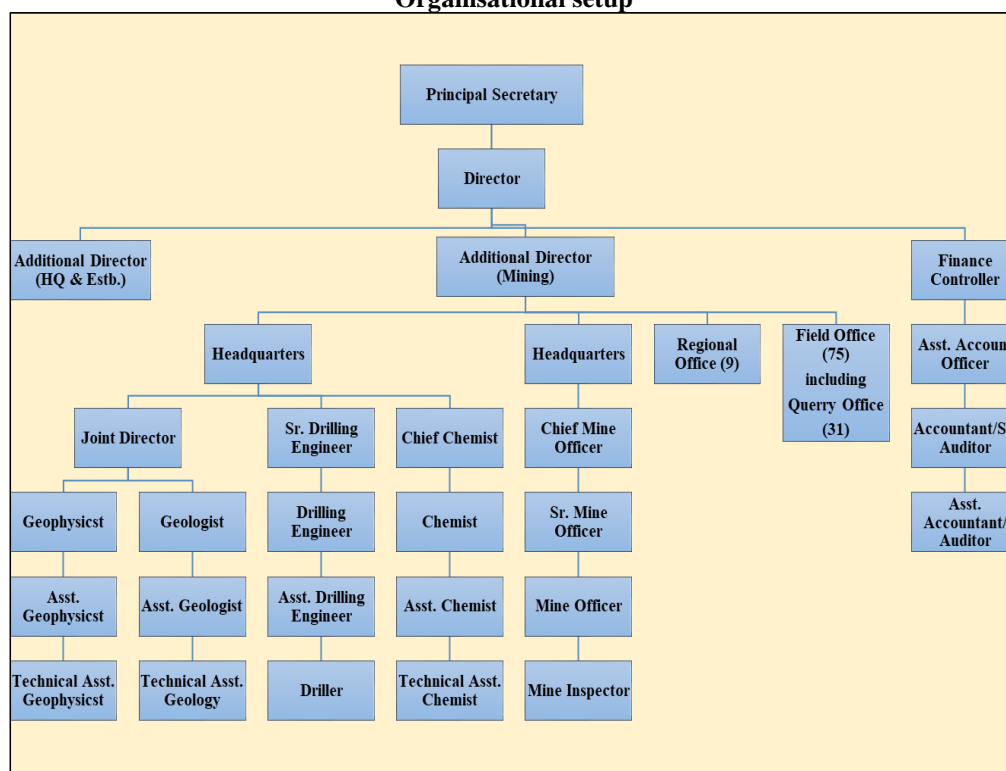 Organisational setup
Principal Secretary
Director
Additional Director
(HQ & Estb.)
Additional Director
(Mining)
Finance
Controller
Headquarters
Headquarters
Regional
Office (9)
Field Office
(75)
including
Querry Office
(31)
Asst. Accoun
Officer
Joint Director
Sr. Drilling
Engineer
Chief Chemist
Chief Mine
Officer
Accountant/S
Auditor
Geophysicst
Geologist
Drilling
Engineer
Chemist
Sr. Mine
Officer
Asst.
Accountant/
Auditor
Asst.
Geophysicst
Asst. Geologist
Asst. Drilling
Engineer
Asst. Chemist
Mine Officer
Technical Asst.
Geophysicst
Technical Asst.
Geology
Driller
Technical Asst.
Chemist
Mine Inspector